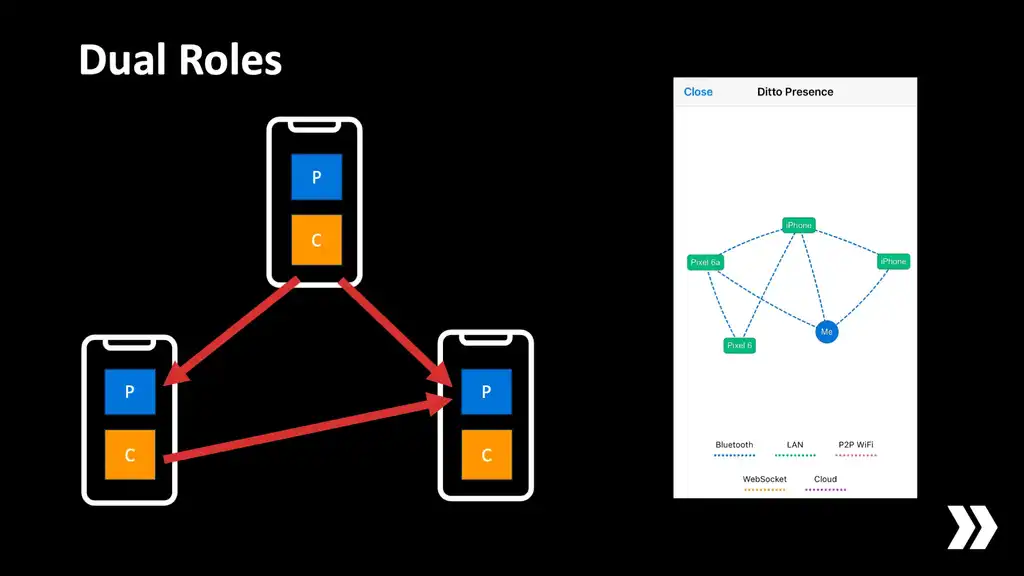 Dual Roles
P
C
P
C
P
C
Close
Ditto Presence
iPhone
Pixel 6a
iPhone
Me
Pixel 6
Bluetooth
LAN
P2P WiFi
WebSocket
Cloud